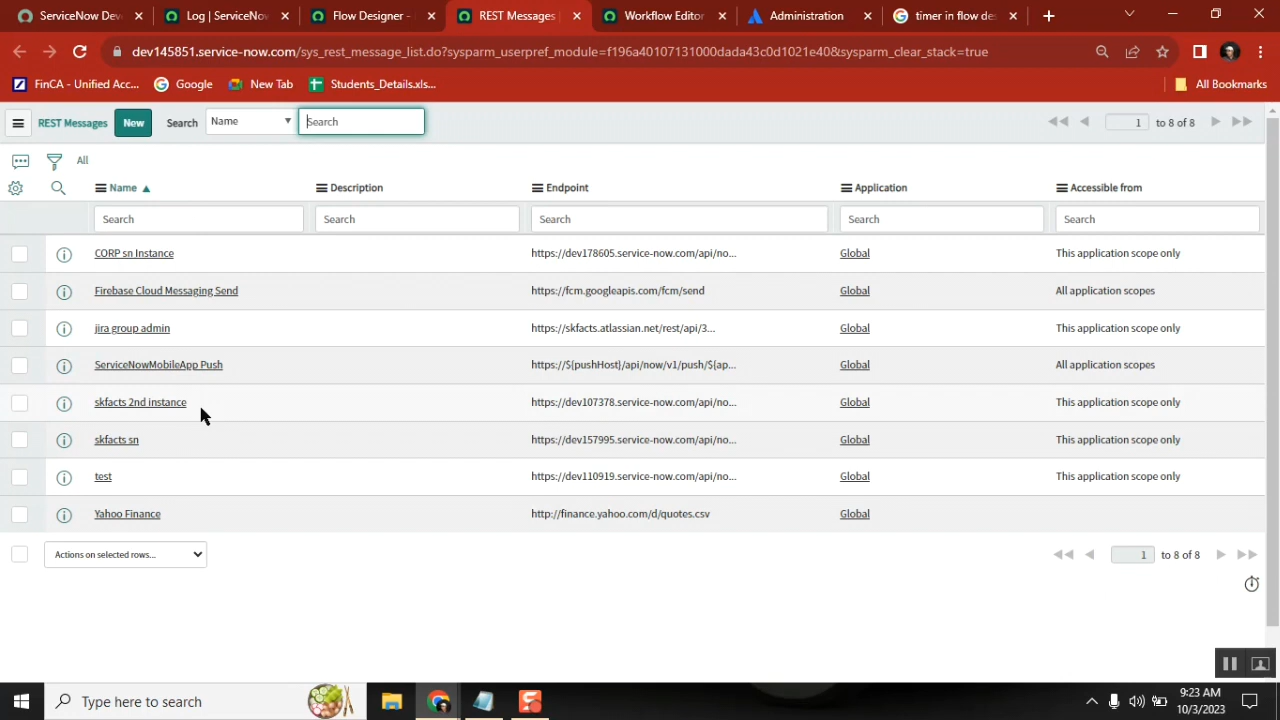 ServiceNow Dev
Log | ServiceNow
Flow Designer -
REST Messages
Workflow Editor
Administration
timer in flow des
dev145851.service-now.com/sys_rest_message_list.do?sysparm_userpref_module=f196a40107131000dada43c0d1021e40&sysparm_clear_stack=true
FinCA - Unified Acc...
Google
New Tab
Students_Details.xls...
All Bookmarks
REST Messages
New
Search
Name
Search
1
to 8 of 8
All
Name
Description
Endpoint
Application
Accessible from
Search
Search
Search
Search
Search
CORP sn Instance https://dev178605.service-now.com/api/no... Global This application scope only
Firebase Cloud Messaging Send https://fcm.googleapis.com/fcm/send Global All application scopes
jira group admin https://skfacts.atlassian.net/rest/api/3... Global This application scope only
ServiceNowMobileApp Push https://${pushHost}/api/now/v1/push/${ap... Global All application scopes
skfacts 2nd instance https://dev107378.service-now.com/api/no... Global This application scope only
skfacts sn https://dev157995.service-now.com/api/no... Global This application scope only
test https://dev110919.service-now.com/api/no... Global This application scope only
Yahoo Finance http://finance.yahoo.com/d/quotes.csv Global
Actions on selected rows...
1
to 8 of 8
Type here to search
9:23 AM
10/3/2023